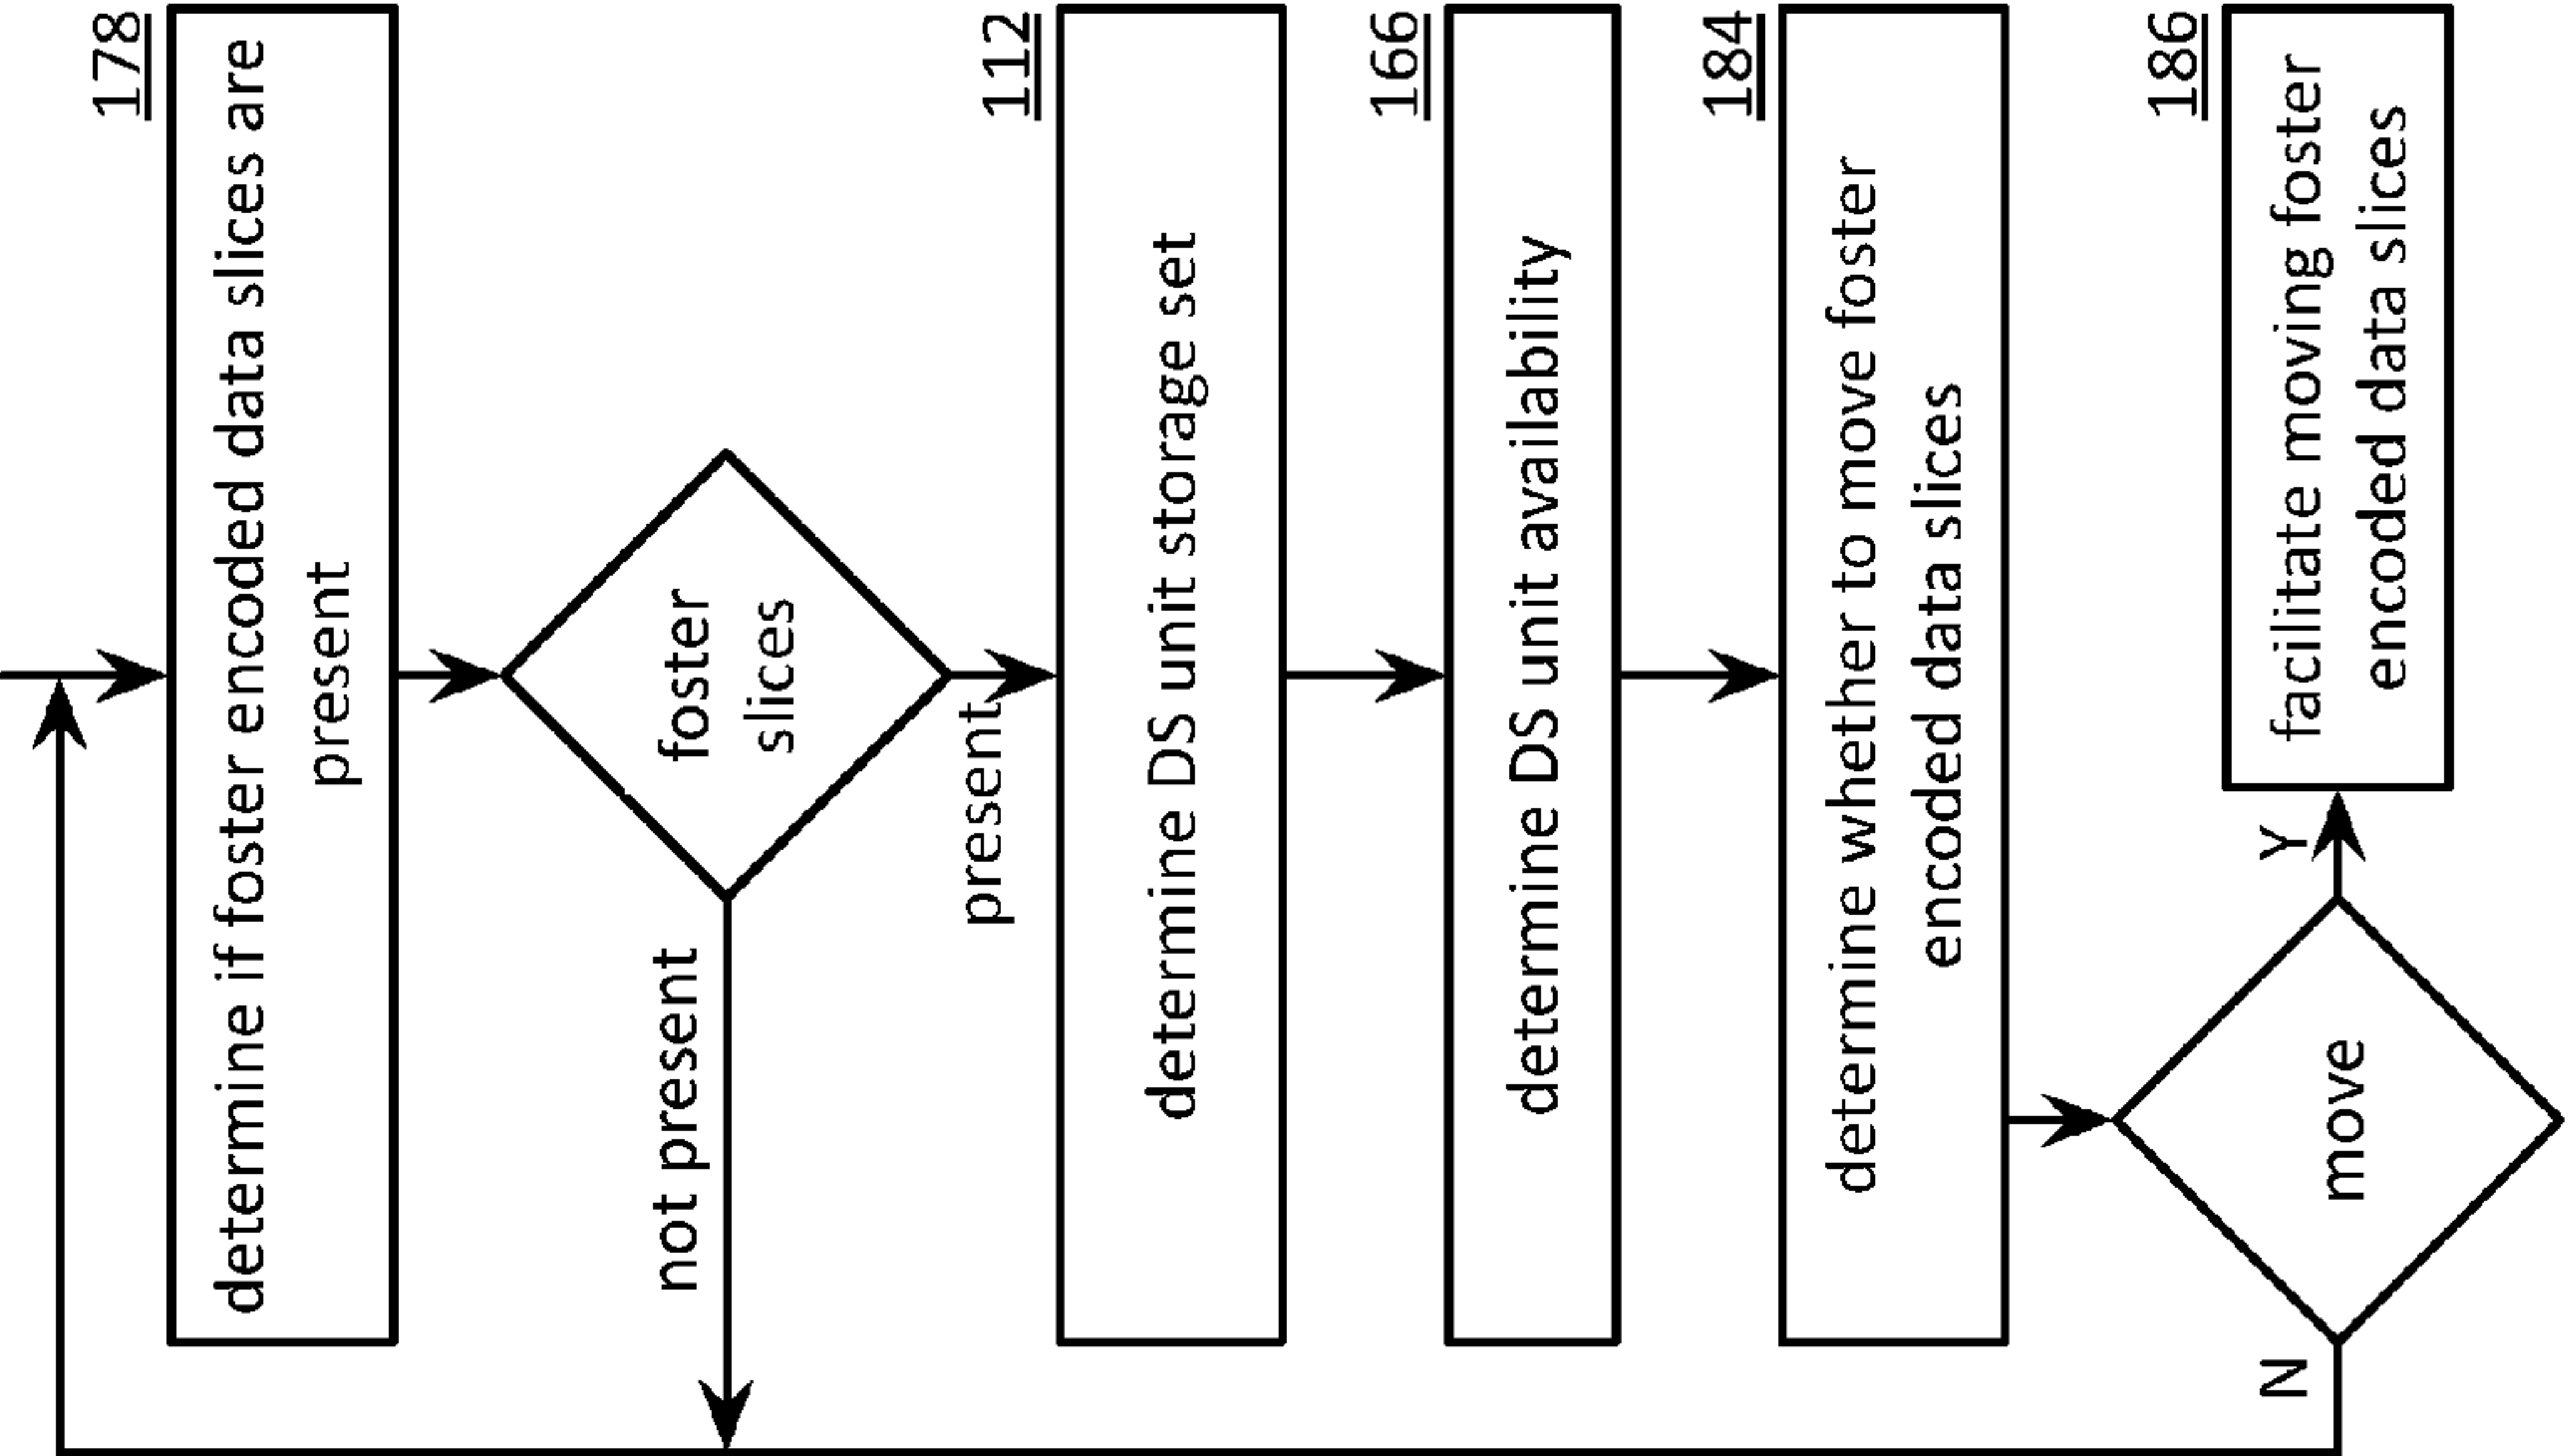 178
determine if foster encoded data slices are
present
foster
slices
not present
present
112
determine DS unit storage set
166
determine DS unit availability
184
determine whether to move foster
encoded data slices
move
N
Y
186
facilitate moving foster
encoded data slices